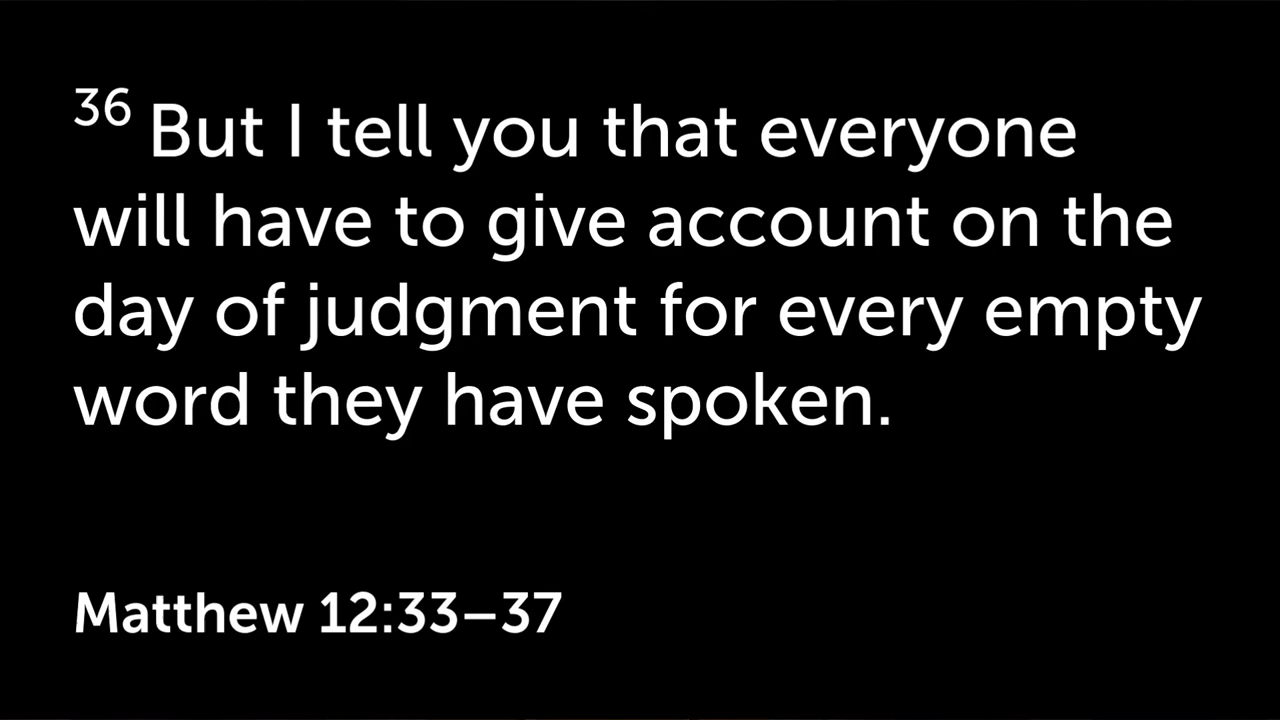 36 But I tell you that everyone
will have to give account on the
day of judgment for every empty
word they have spoken.
Matthew 12:33–37